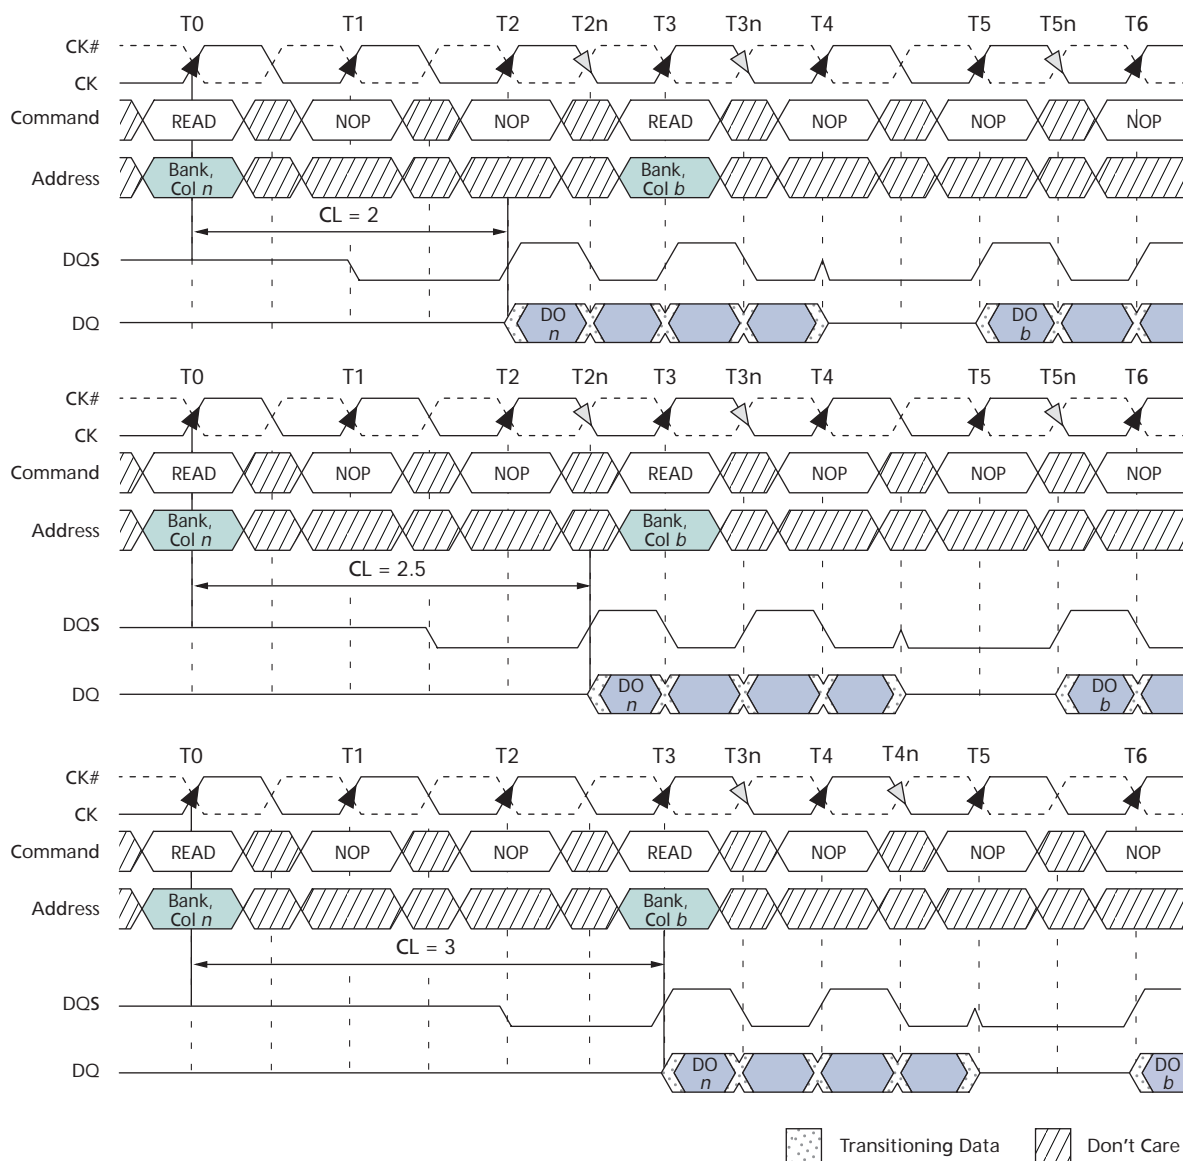 T0 T1 T2 T2n T3 T3n T4 T5 T5n T6
CK#
CK
Command READ NOP NOP READ NOP NOP NOP
Address Bank, Col n Bank, Col b
CL = 2
DQS
DQ DO n DO b
T0 T1 T2 T2n T3 T3n T4 T5 T5n T6
CK#
CK
Command READ NOP NOP READ NOP NOP NOP
Address Bank, Col n Bank, Col b
CL = 2.5
DQS
DQ DO n DO b
T0 T1 T2 T3 T3n T4 T4n T5 T6
CK#
CK
Command READ NOP NOP READ NOP NOP NOP
Address Bank, Col n Bank, Col b
CL = 3
DQS
DQ DO n DO b
Transitioning Data Don't Care